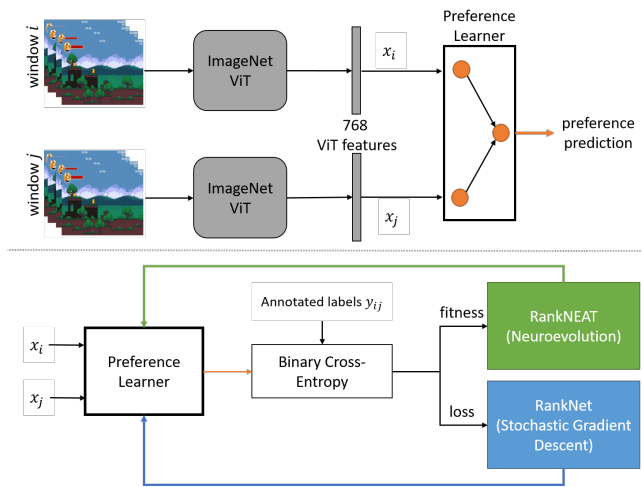 window i
ImageNet
ViT
x_i
Preference
Learner
768
ViT features
preference
prediction
window j
ImageNet
ViT
x_j
Annotated labels y_ij
fitness
RankNEAT
(Neuroevolution)
x_i
x_j
Preference
Learner
Binary Cross-
Entropy
loss
RankNet
(Stochastic Gradient
Descent)